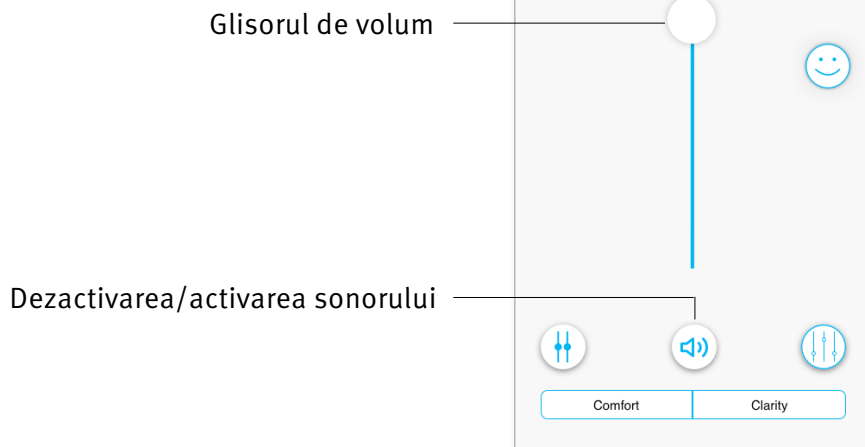 Glisorul de volum
Dezactivarea/activarea sonorului
Comfort
Clarity